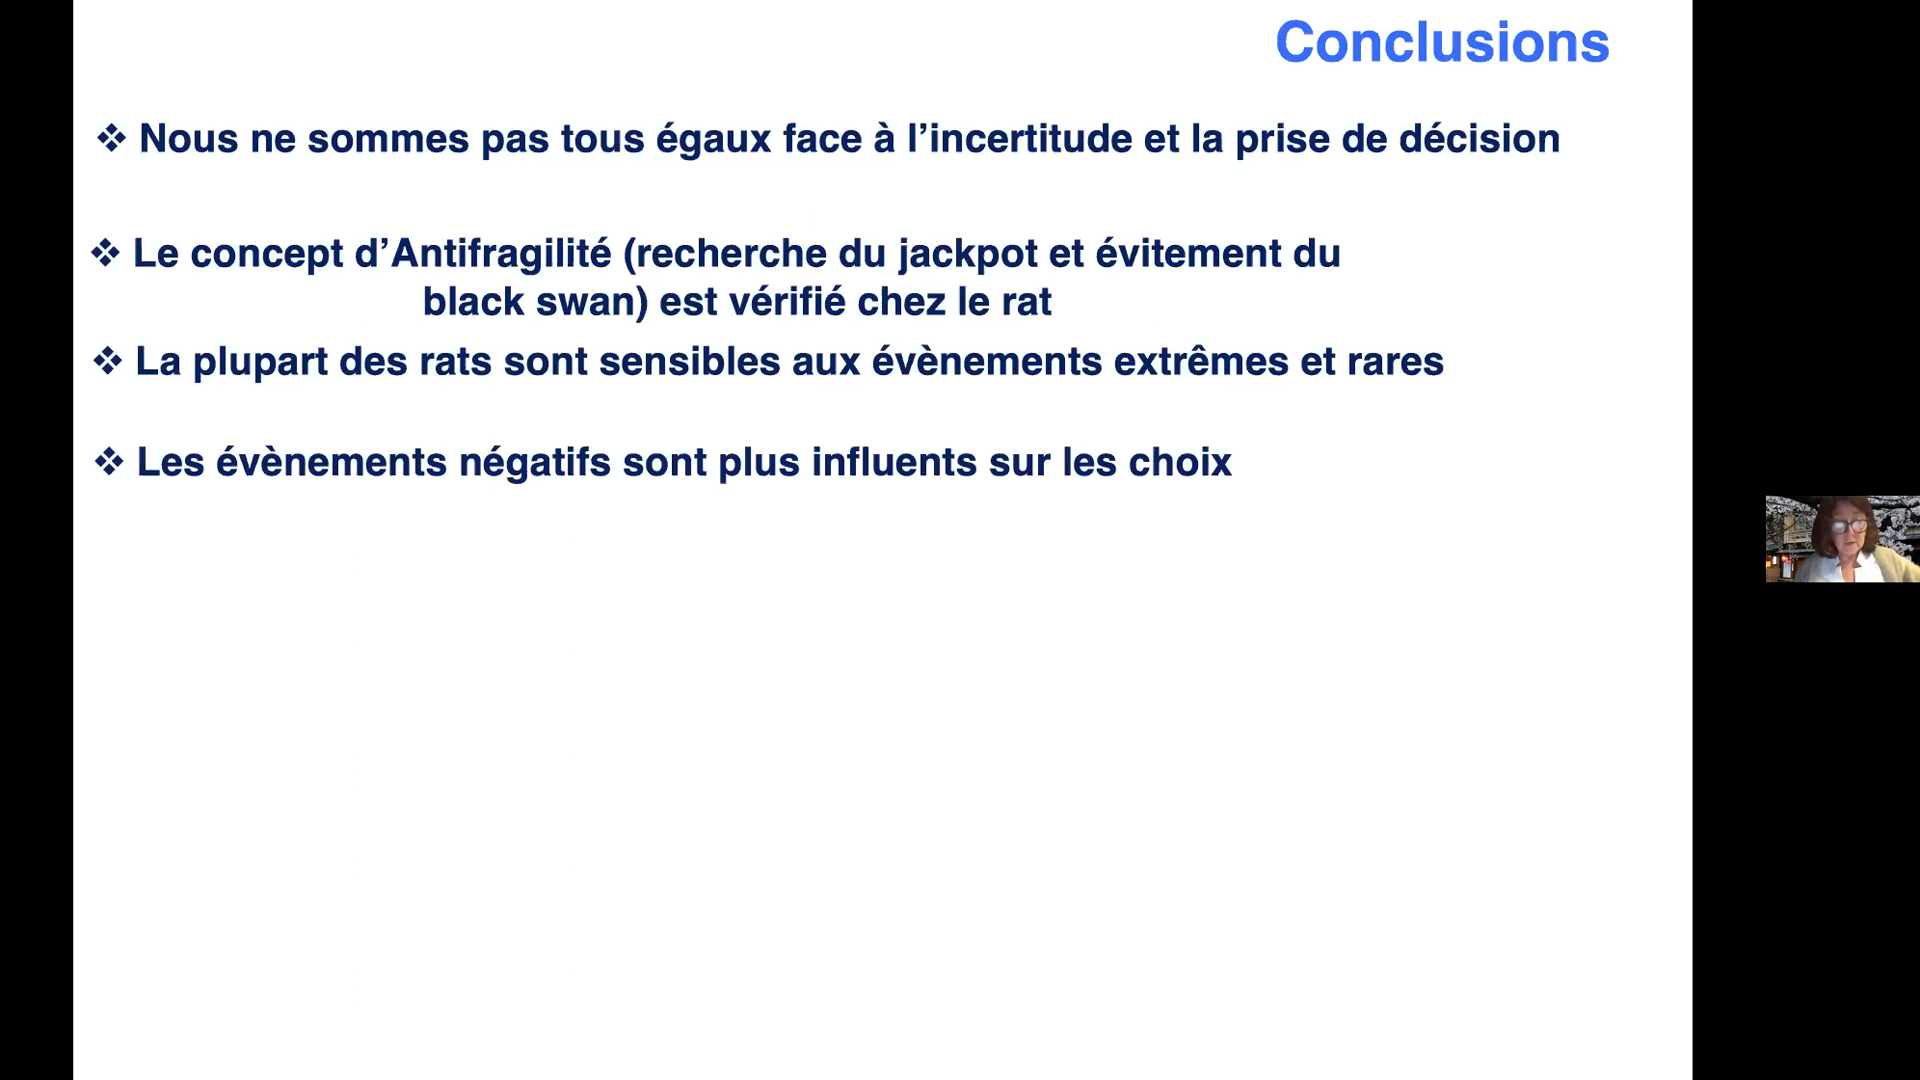 Conclusions
❖ Nous ne sommes pas tous égaux face à l’incertitude et la prise de décision
❖ Le concept d’Antifragilité (recherche du jackpot et évitement du
black swan) est vérifié chez le rat
❖ La plupart des rats sont sensibles aux évènements extrêmes et rares
❖ Les évènements négatifs sont plus influents sur les choix